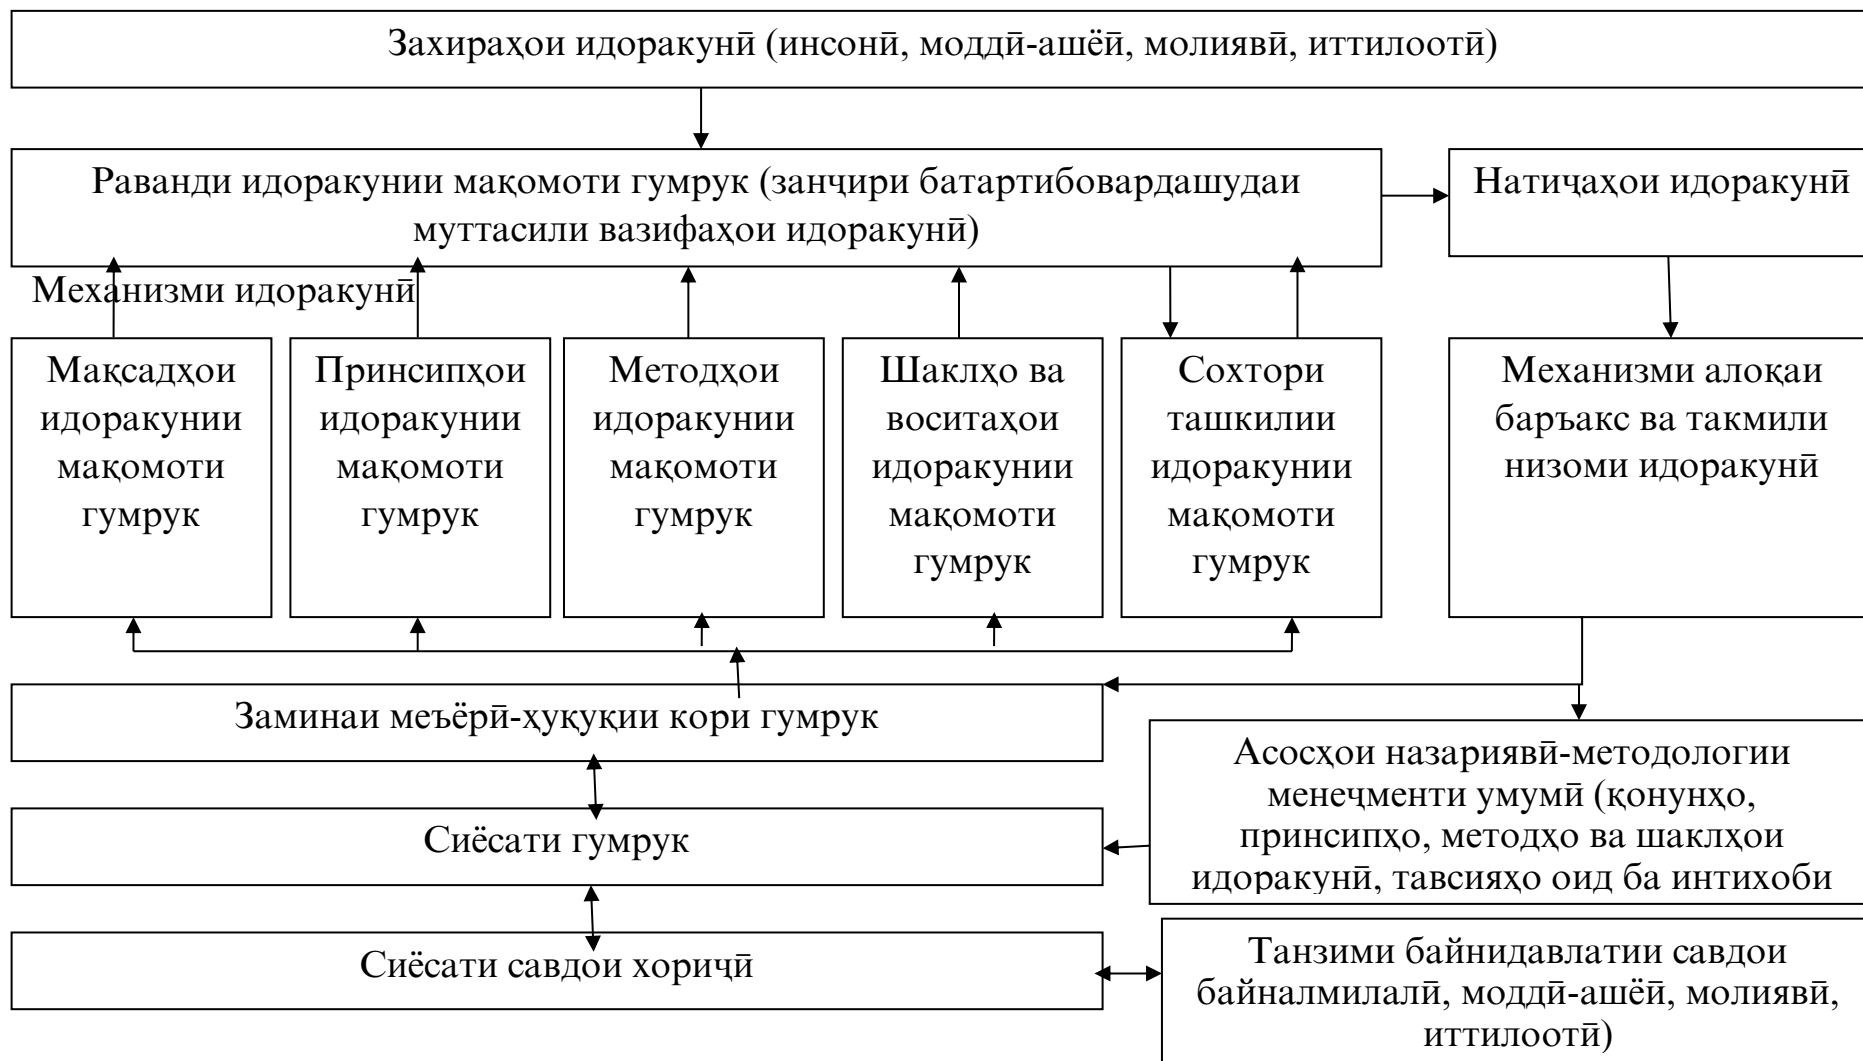 Захираҳои идоракунӣ (инсонӣ, моддӣ-ашёӣ, молиявӣ, иттилоотӣ)
Раванди идоракунии мақомоти гумрук (занҷири батартибовардашудаи
муттасили вазифаҳои идоракунӣ)
Натиҷаҳои идоракунӣ
Механизми идоракунӣ
Мақсадҳои
идоракунии
мақомоти
гумрук
Принсипҳои
идоракунии
мақомоти
гумрук
Методҳои
идоракунии
мақомоти
гумрук
Шаклҳо ва
воситаҳои
идоракунии
мақомоти
гумрук
Сохтори
ташкилии
идоракунии
мақомоти
гумрук
Механизми алоқаи
баръакс ва такмили
низоми идоракунӣ
Заминаи меъёрӣ-ҳуқуқии кори гумрук
Асосҳои назариявӣ-методологии
менеҷменти умумӣ (қонунҳо,
принсипҳо, методҳо ва шаклҳои
идоракунӣ, тавсияҳо оид ба интихоби
Сиёсати гумрук
Сиёсати савдои хориҷӣ
Танзими байнидавлатии савдои
байналмилалӣ, моддӣ-ашёӣ, молиявӣ,
иттилоотӣ)